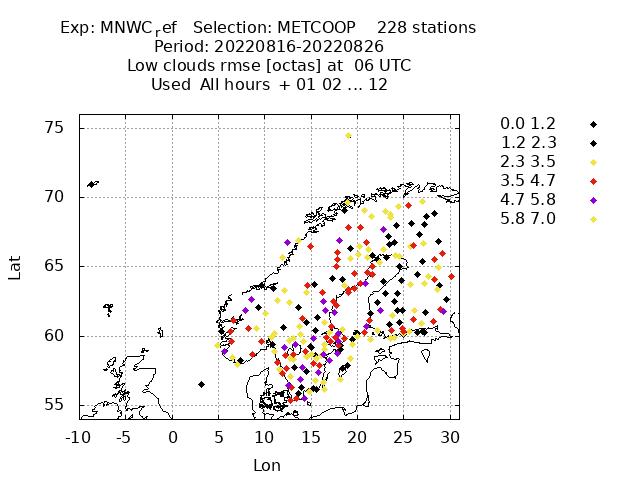 Exp: MNWCref   Selection: METCOOP    228 stations
Period: 20220816-20220826
Low clouds rmse [octas] at  06 UTC
Used  All hours  + 01 02 ... 12
0.0 1.2
1.2 2.3
2.3 3.5
3.5 4.7
4.7 5.8
5.8 7.0
75
70
65
60
55
Lat
-10 -5 0 5 10 15 20 25 30
Lon